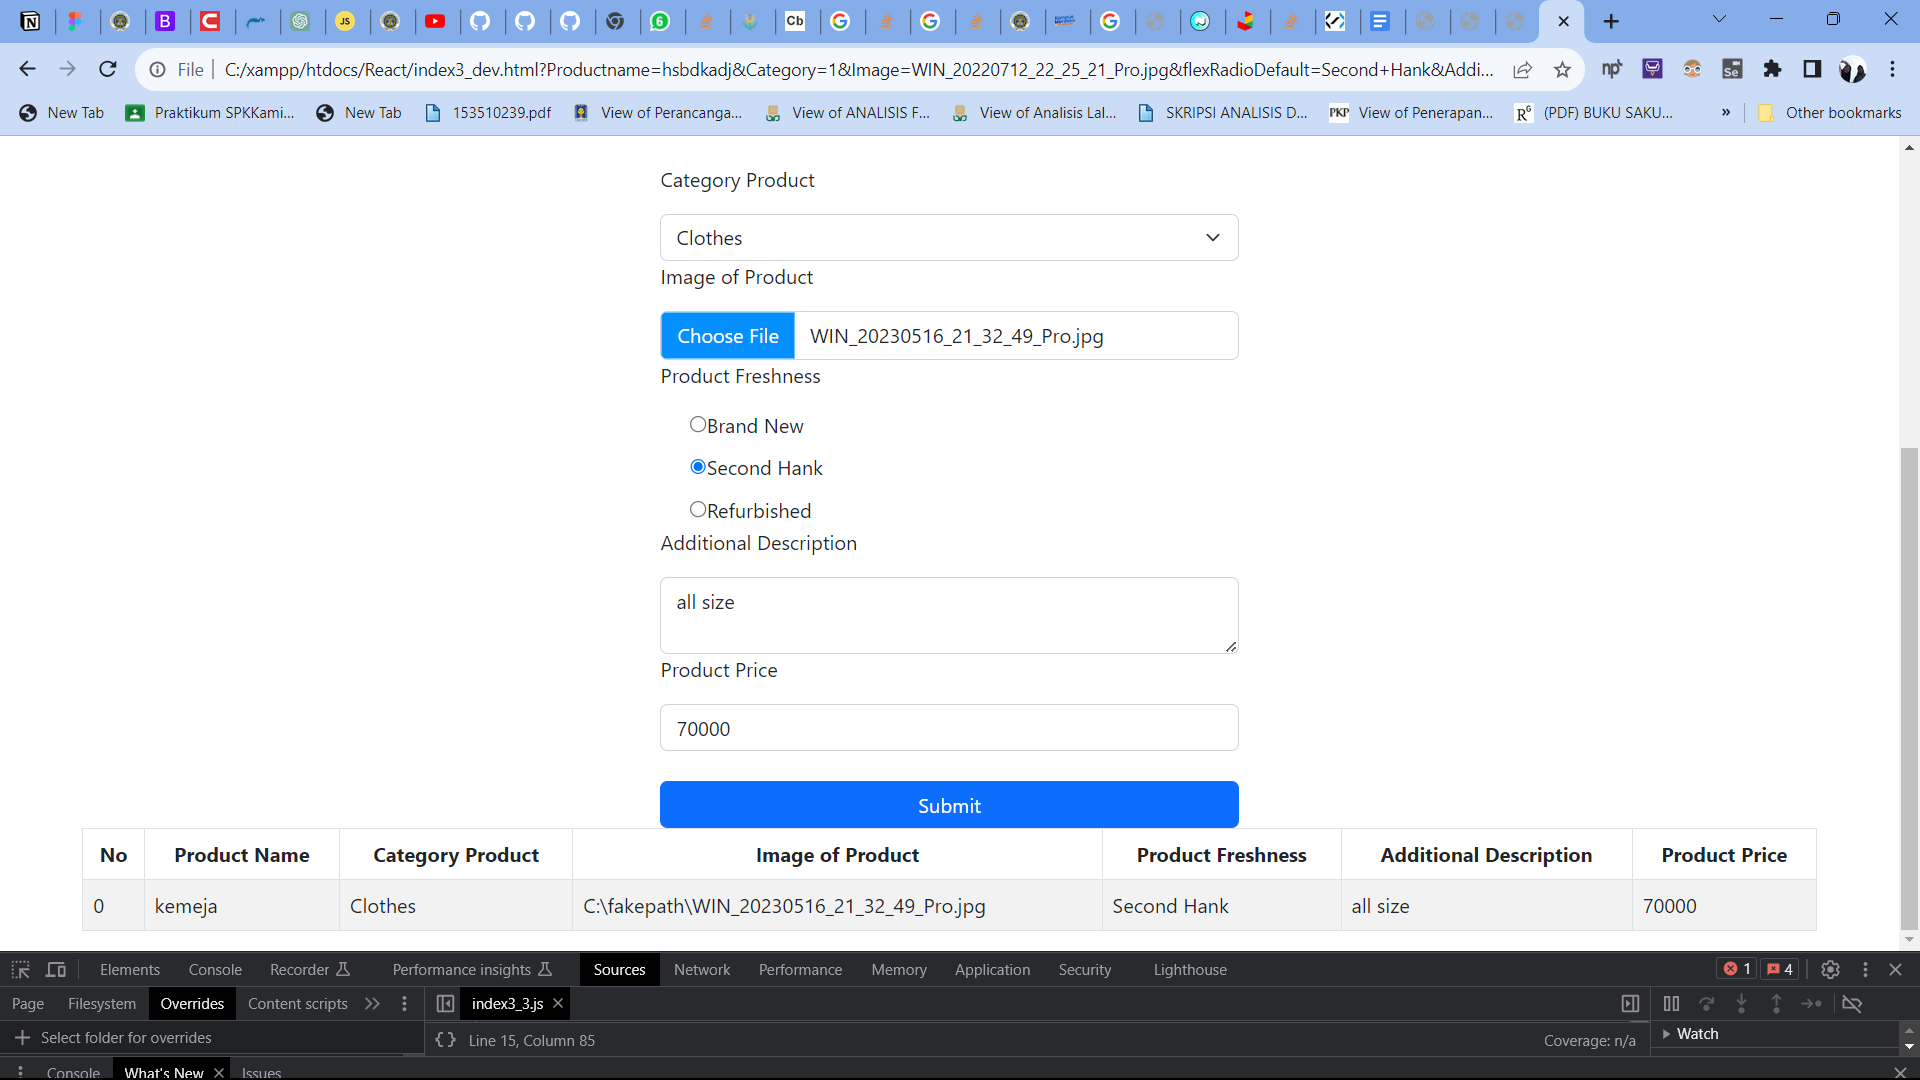 File
C:/xampp/htdocs/React/index3_dev.html?Productname=hsbdkadj&Category=1&Image=WIN_20220712_22_25_21_Pro.jpg&flexRadioDefault=Second+Hank&Addi...
New Tab
Praktikum SPKKami...
New Tab
153510239.pdf
View of Perancanga...
View of ANALISIS F...
View of Analisis Lal...
SKRIPSI ANALISIS D...
PKP View of Penerapan...
(PDF) BUKU SAKU...
»
Other bookmarks
Category Product
Clothes
Image of Product
Choose File WIN_20230516_21_32_49_Pro.jpg
Product Freshness
Brand New
Second Hank
Refurbished
Additional Description
all size
Product Price
70000
Submit
No Product Name Category Product Image of Product Product Freshness Additional Description Product Price
0 kemeja Clothes C:\fakepath\WIN_20230516_21_32_49_Pro.jpg Second Hank all size 70000
Elements Console Recorder Performance insights Sources Network Performance Memory Application Security Lighthouse 1 4
Page Filesystem Overrides Content scripts index3_3.js
Select folder for overrides
{} Line 15, Column 85 Coverage: n/a
Watch
Console What's New Issues